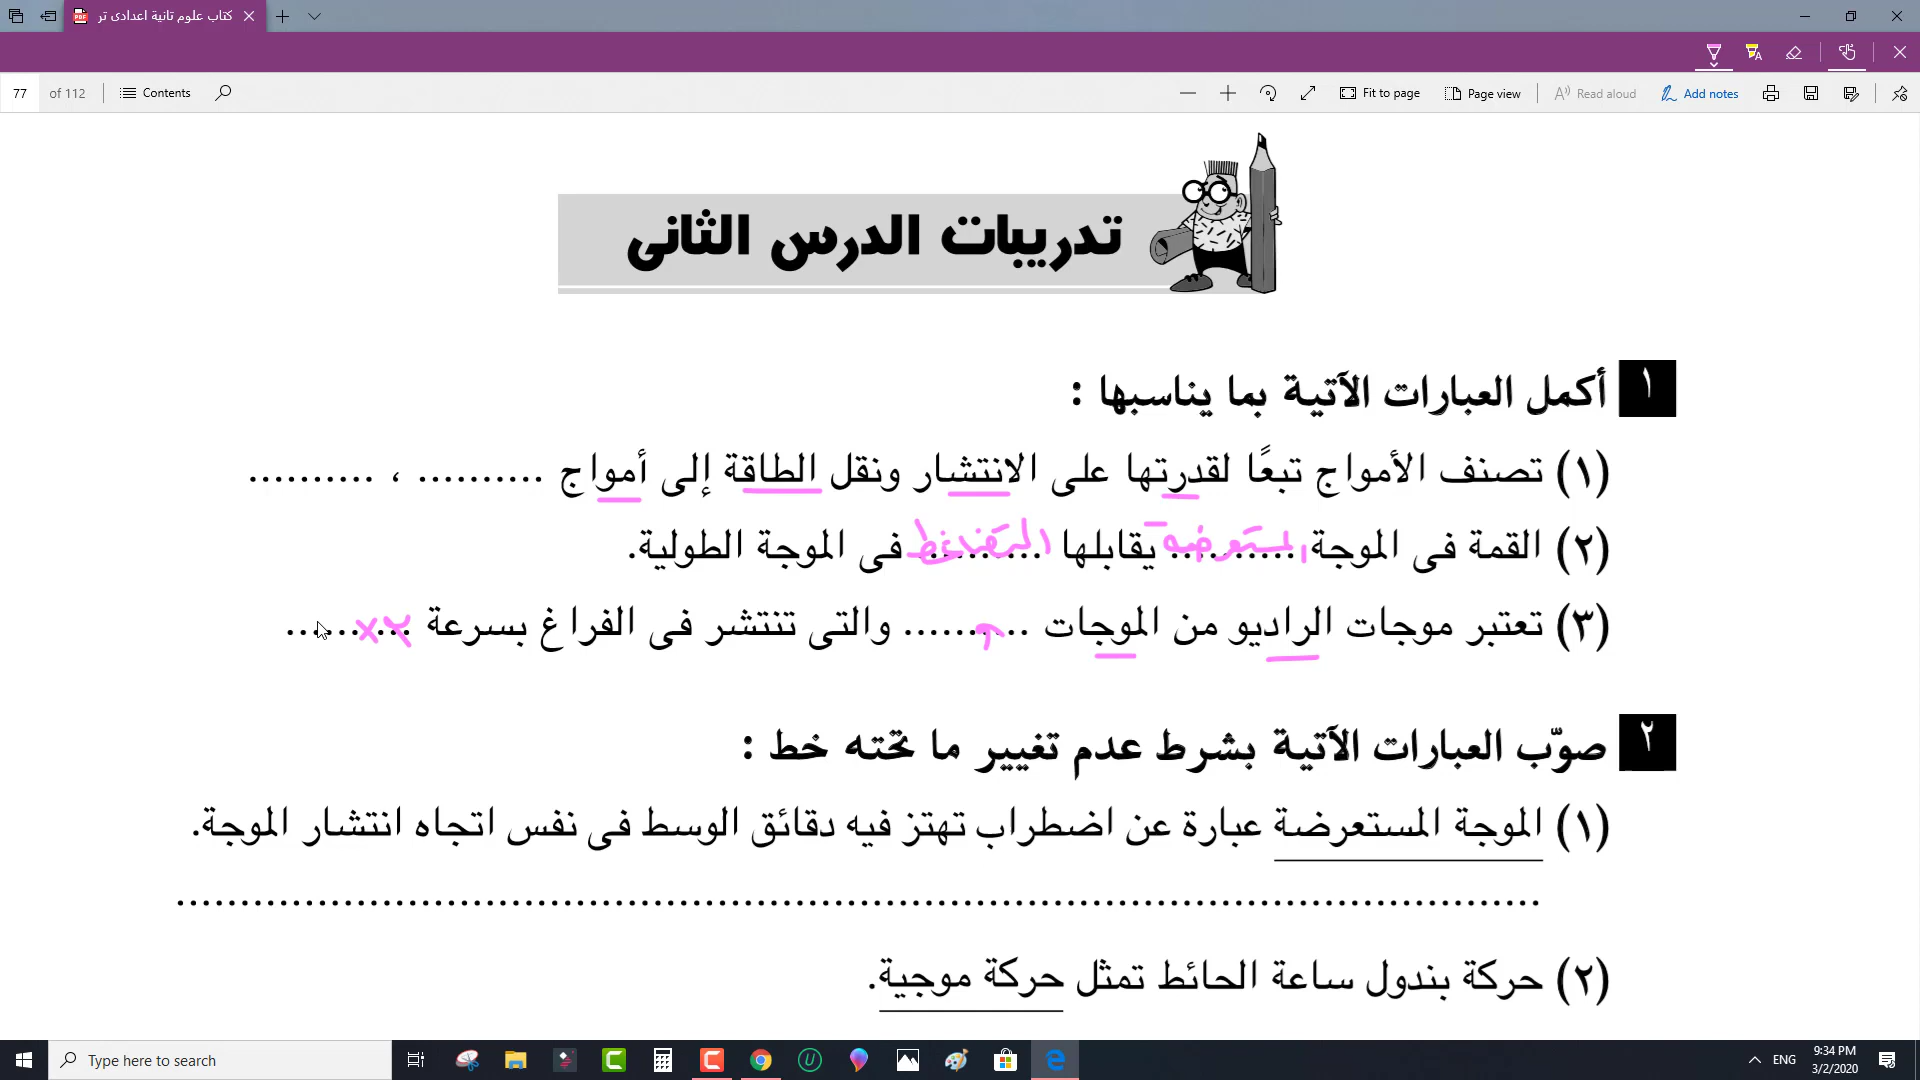 كتاب علوم ثانية اعدادى تر
77 of 112 Contents Fit to page Page view Read aloud Add notes
تدريبات الدرس الثانى
١ أكمل العبارات الآتية بما يناسبها :
(١) تصنف الأمواج تبعًا لقدرتها على الانتشار ونقل الطاقة إلى أمواج .......... ، ..........
(٢) القمة فى الموجة المستعرضة يقابلها التضاغط فى الموجة الطولية.
(٣) تعتبر موجات الراديو من الموجات .......... والتى تنتشر فى الفراغ بسرعة ..........
٢ صوّب العبارات الآتية بشرط عدم تغيير ما تحته خط :
(١) الموجة المستعرضة عبارة عن اضطراب تهتز فيه دقائق الوسط فى نفس اتجاه انتشار الموجة.
(٢) حركة بندول ساعة الحائط تمثل حركة موجية.
Type here to search ENG 9:34 PM
3/2/2020